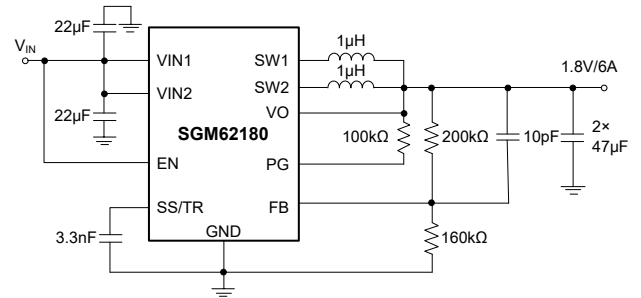 22µF
1µH
VIN
VIN1
SW1
1.8V/6A
1µH
VIN2
SW2
VO
22µF
SGM62180
100kΩ
200kΩ
10pF
2×
47µF
EN
PG
SS/TR
FB
3.3nF
GND
160kΩ